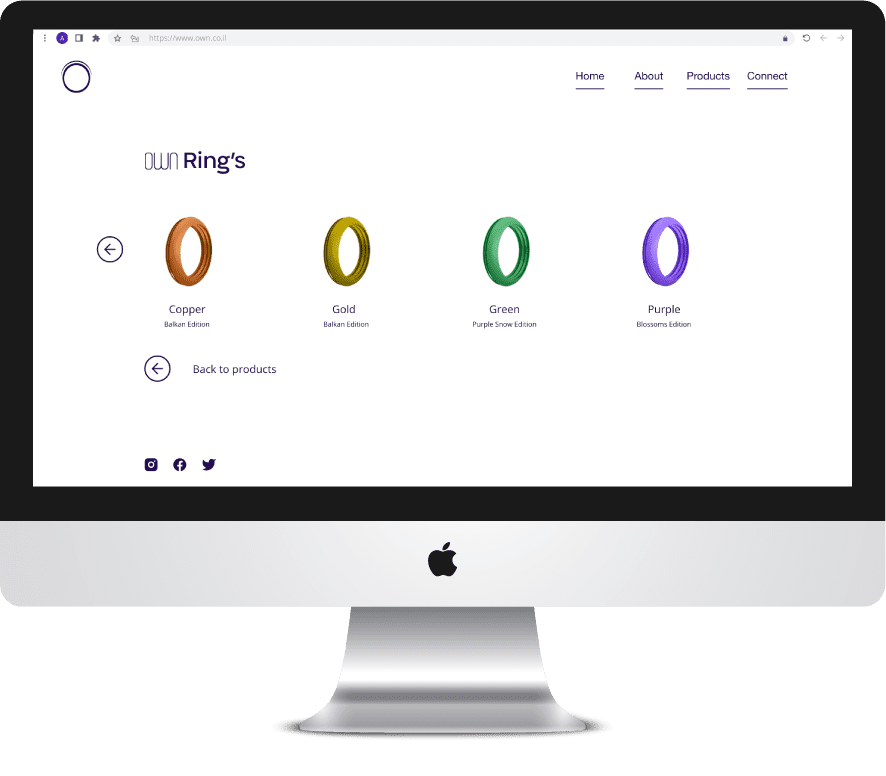 A
https://www.own.co.il
Home About Products Connect
own Ring's
Copper Gold Green Purple
Balkan Edition Balkan Edition Purple Snow Edition Blossoms Edition
Back to products